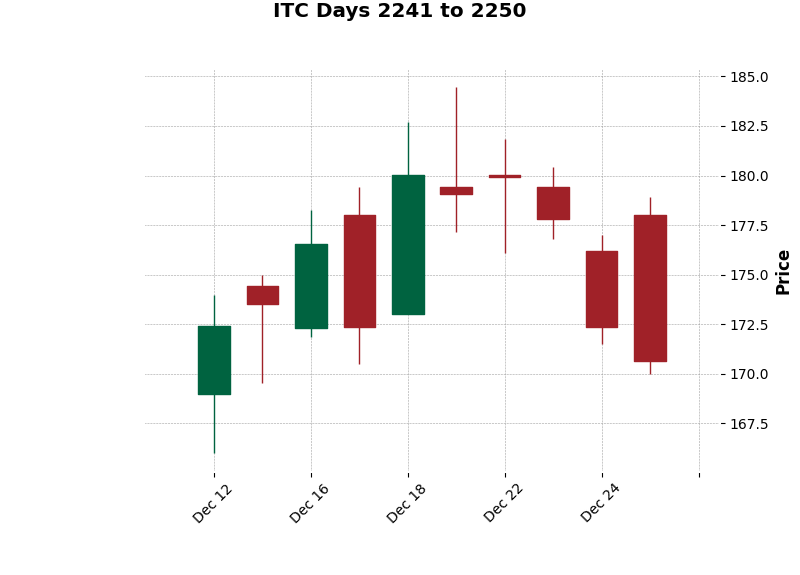 ITC Days 2241 to 2250
185.0
182.5
180.0
177.5
175.0
172.5
170.0
167.5
Price
Dec 12
Dec 16
Dec 18
Dec 22
Dec 24